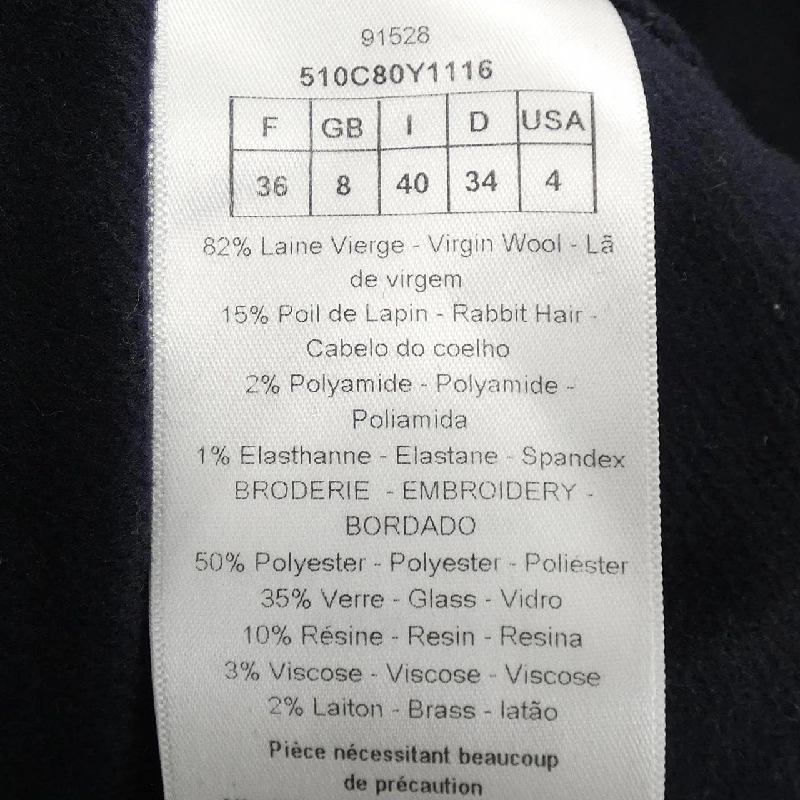 91528
510C80Y1116
F GB I D USA
36 8 40 34 4
82% Laine Vierge - Virgin Wool - Lã
de virgem
15% Poil de Lapin - Rabbit Hair -
Cabelo do coelho
2% Polyamide - Polyamide -
Poliamida
1% Elasthanne - Elastane - Spandex
BRODERIE - EMBROIDERY -
BORDADO
50% Polyester - Polyester - Poliéster
35% Verre - Glass - Vidro
10% Résine - Resin - Resina
3% Viscose - Viscose - Viscose
2% Laiton - Brass - latão
Pièce nécessitant beaucoup
de précaution